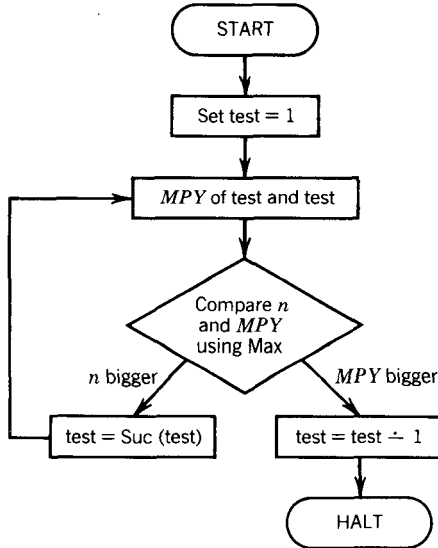 START
Set test = 1
MPY of test and test
Compare n
and MPY
using Max
n bigger
MPY bigger
test = Suc (test)
test = test ∸ 1
HALT